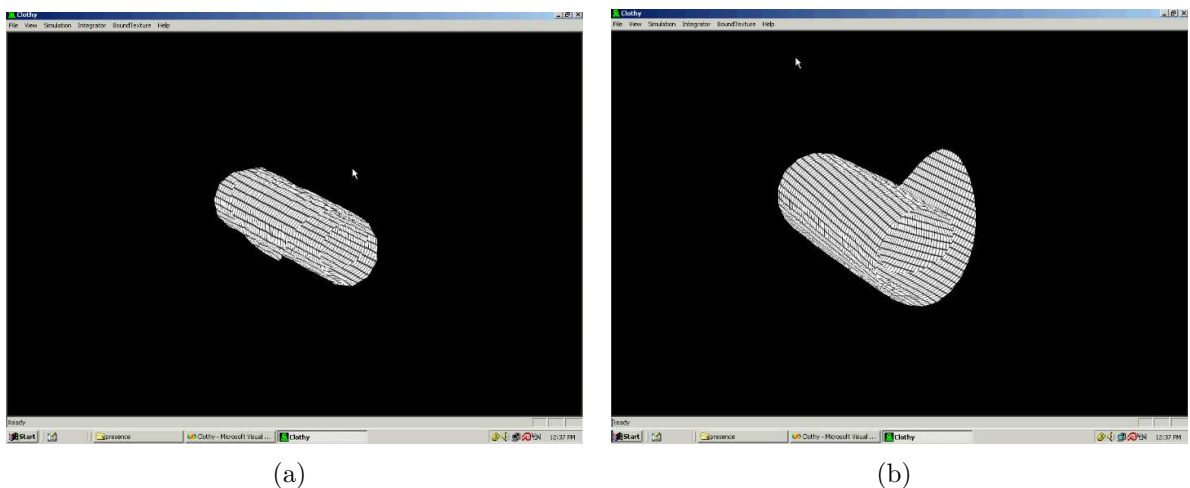 Clothy
File View Simulation Integrator BoundTexture Help
Ready
Start presence Clothy - Microsoft Visual ... Clothy 12:37 PM
(a)
Clothy
File View Simulation Integrator BoundTexture Help
Ready
Start presence Clothy - Microsoft Visual ... Clothy 12:37 PM
(b)